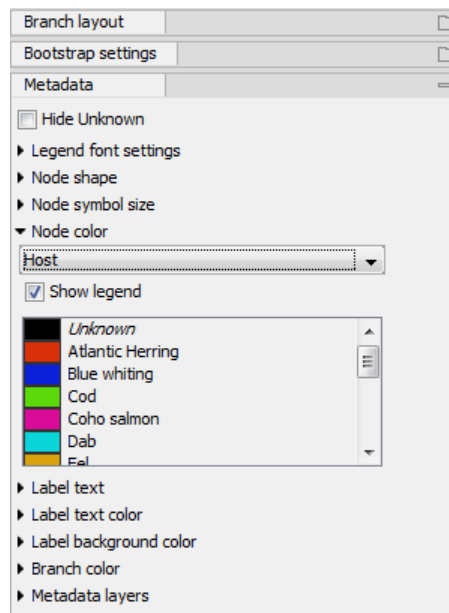 Branch layout
Bootstrap settings
Metadata
Hide Unknown
Legend font settings
Node shape
Node symbol size
Node color
Host
Show legend
Unknown
Atlantic Herring
Blue whiting
Cod
Coho salmon
Dab
Eel
Label text
Label text color
Label background color
Branch color
Metadata layers